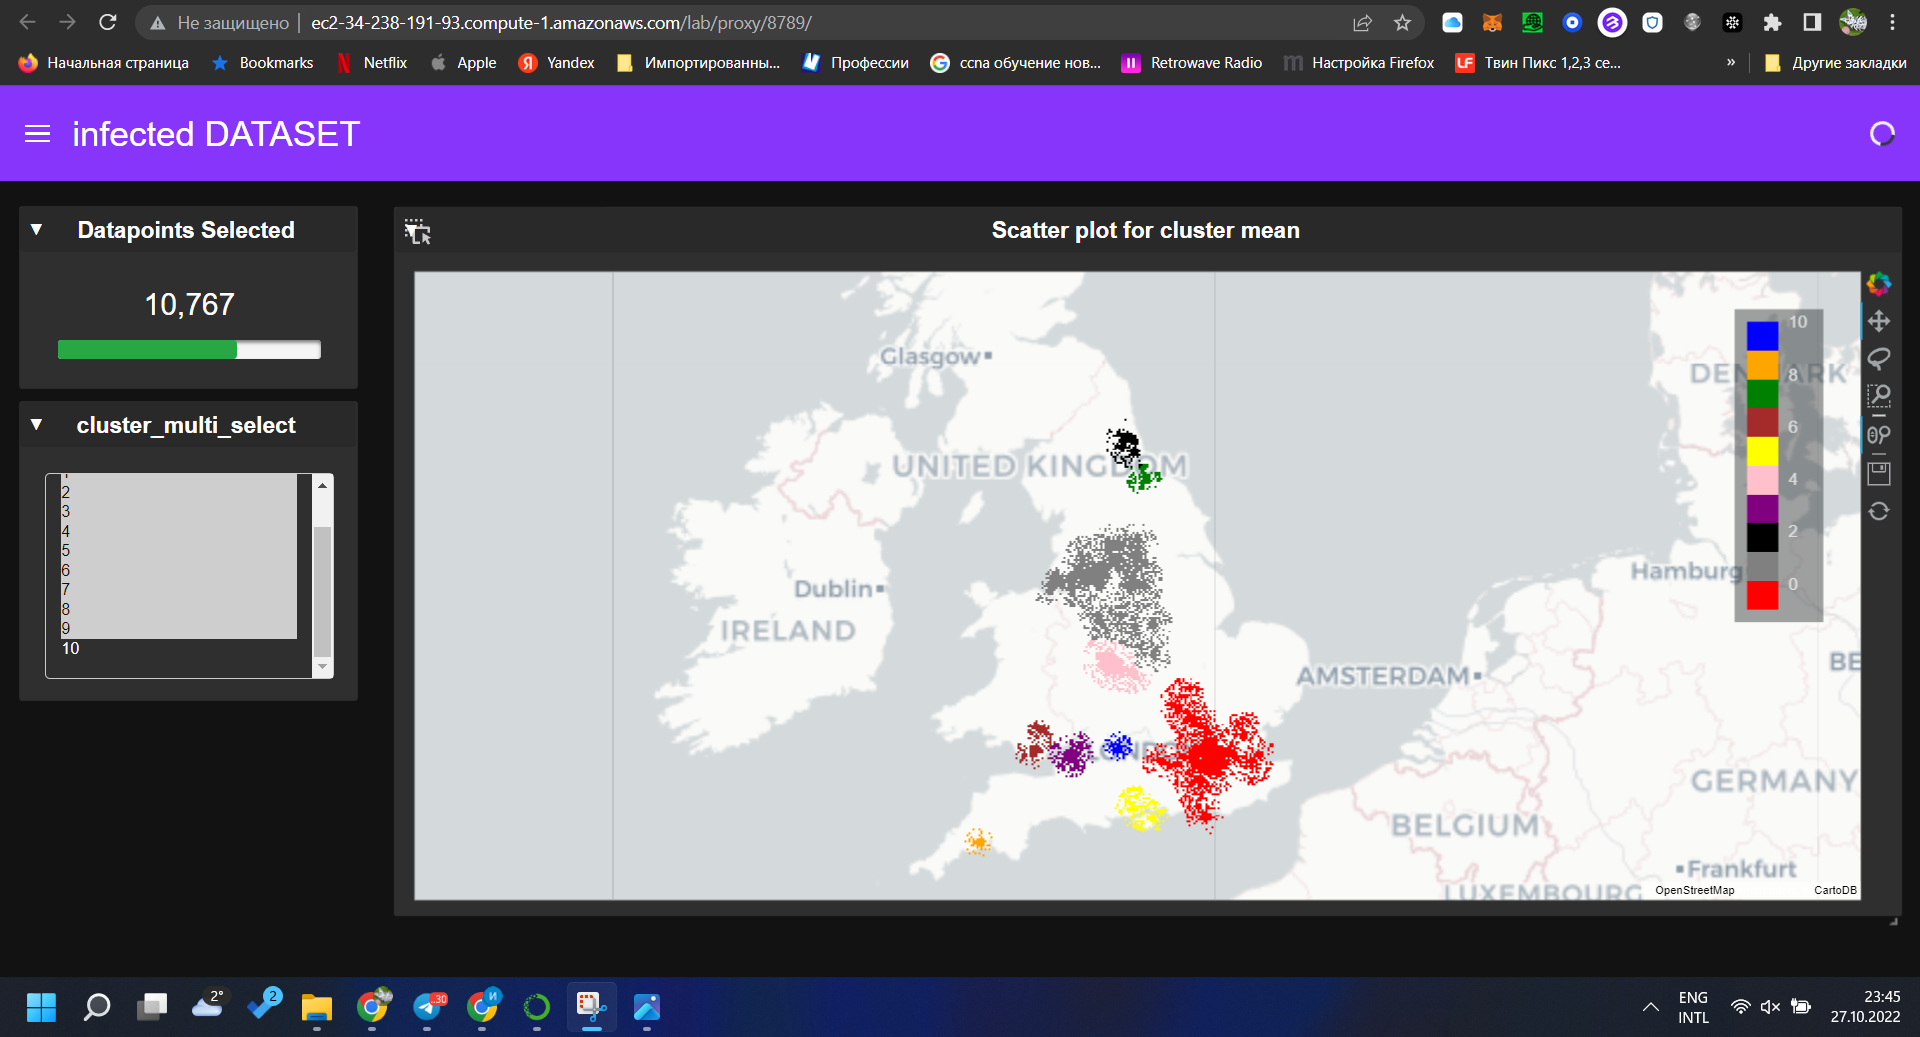 Не защищено | ec2-34-238-191-93.compute-1.amazonaws.com/lab/proxy/8789/
Начальная страница Bookmarks Netflix Apple Yandex Импортированны... Профессии ccna обучение нов... Retrowave Radio Настройка Firefox Твин Пикс 1,2,3 се... » Другие закладки
infected DATASET
Datapoints Selected
10,767
cluster_multi_select
2
3
4
5
6
7
8
9
10
Scatter plot for cluster mean
Glasgow
UNITED KINGDOM
Dublin
IRELAND
LONDON
AMSTERDAM
Hamburg
DENMARK
BE
GERMANY
BELGIUM
Frankfurt
LUXEMBOURG
OpenStreetMap CartoDB
10
8
6
4
2
0
2° 2 30 И
ENG
INTL
23:45
27.10.2022